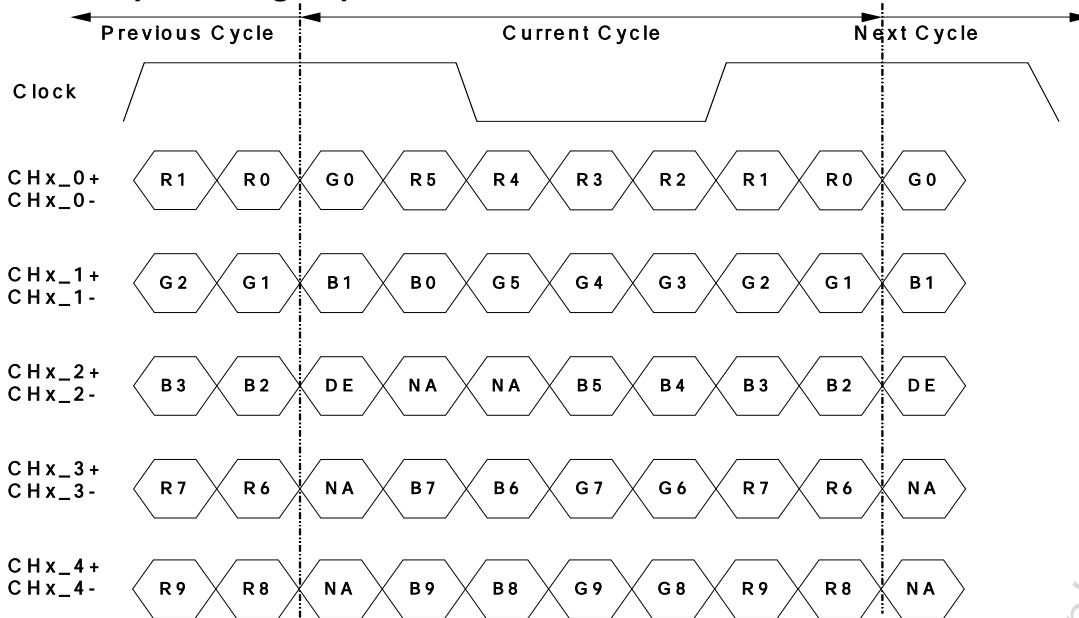 Previous Cycle Current Cycle Next Cycle
Clock
CHx_0+
CHx_0-
R1 R0 G0 R5 R4 R3 R2 R1 R0 G0
CHx_1+
CHx_1-
G2 G1 B1 B0 G5 G4 G3 G2 G1 B1
CHx_2+
CHx_2-
B3 B2 DE NA NA B5 B4 B3 B2 DE
CHx_3+
CHx_3-
R7 R6 NA B7 B6 G7 G6 R7 R6 NA
CHx_4+
CHx_4-
R9 R8 NA B9 B8 G9 G8 R9 R8 NA